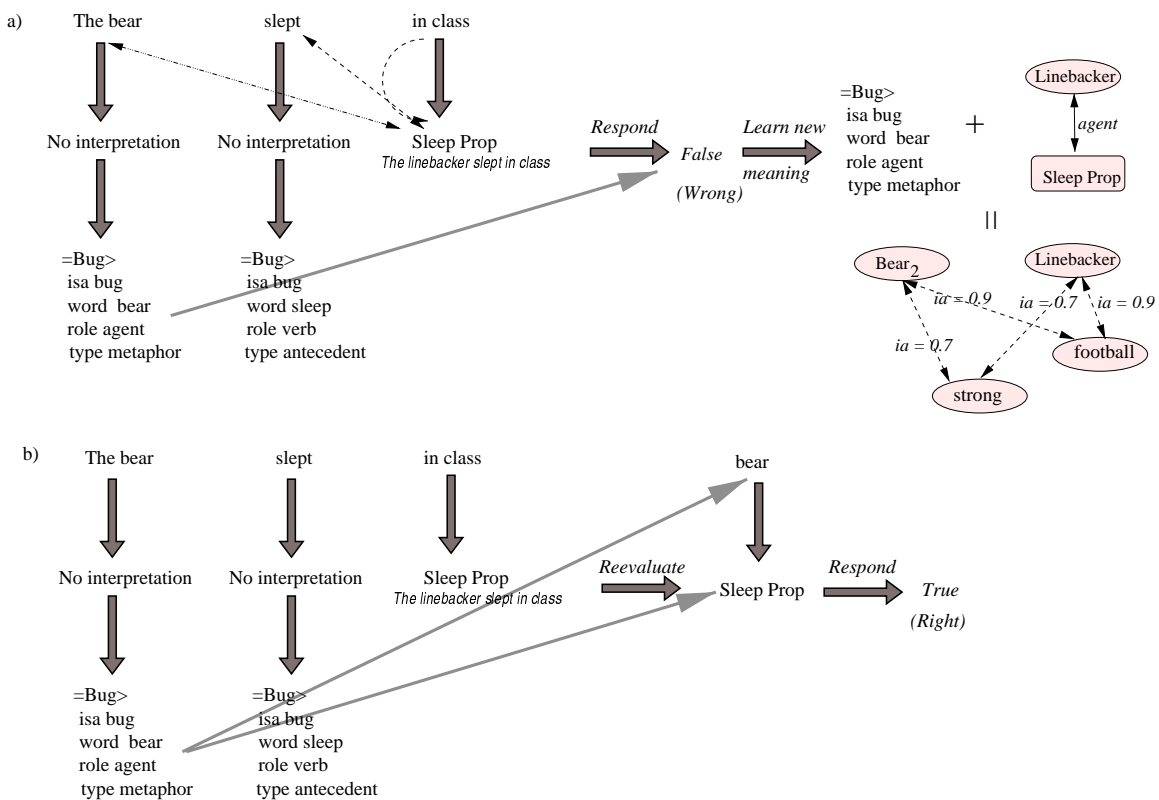 a)
The bear
slept
in class
No interpretation
No interpretation
Sleep Prop
The linebacker slept in class
=Bug>
isa bug
word bear
role agent
type metaphor
=Bug>
isa bug
word sleep
role verb
type antecedent
Respond
False
(Wrong)
Learn new
meaning
=Bug>
isa bug
word bear
role agent
type metaphor
+
Linebacker
agent
Sleep Prop
||
Bear2
Linebacker
ia = 0.9
ia = 0.7
ia = 0.9
ia = 0.7
football
strong
b)
The bear
slept
in class
bear
No interpretation
No interpretation
Sleep Prop
The linebacker slept in class
Reevaluate
Sleep Prop
Respond
True
(Right)
=Bug>
isa bug
word bear
role agent
type metaphor
=Bug>
isa bug
word sleep
role verb
type antecedent